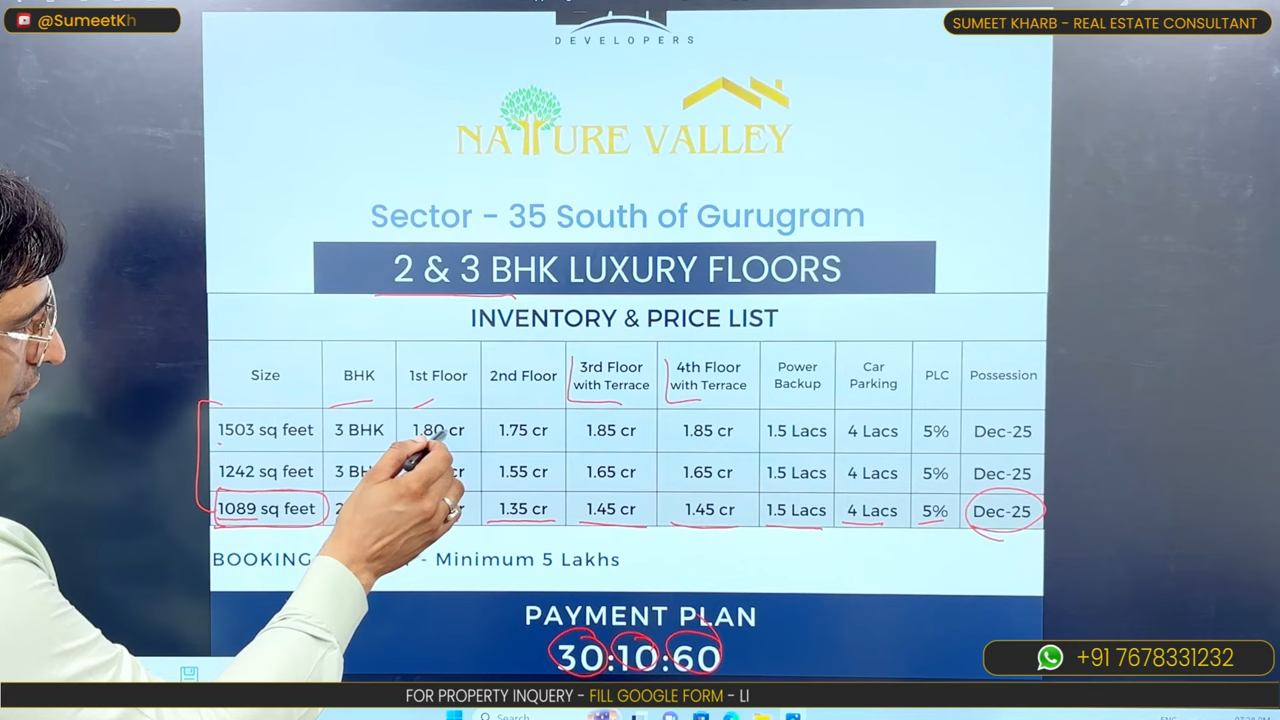 @SumeetKh
SUMEET KHARB - REAL ESTATE CONSULTANT
DEVELOPERS
NATURE VALLEY
Sector - 35 South of Gurugram
2 & 3 BHK LUXURY FLOORS
INVENTORY & PRICE LIST
Size BHK 1st Floor 2nd Floor 3rd Floor with Terrace 4th Floor with Terrace Power Backup Car Parking PLC Possession
1503 sq feet 3 BHK 1.80 cr 1.75 cr 1.85 cr 1.85 cr 1.5 Lacs 4 Lacs 5% Dec-25
1242 sq feet 3 BH cr 1.55 cr 1.65 cr 1.65 cr 1.5 Lacs 4 Lacs 5% Dec-25
1089 sq feet 2 1.35 cr 1.45 cr 1.45 cr 1.5 Lacs 4 Lacs 5% Dec-25
BOOKING - Minimum 5 Lakhs
PAYMENT PLAN
30:10:60
+91 7678331232
FOR PROPERTY INQUERY - FILL GOOGLE FORM - LI
Search
ENG